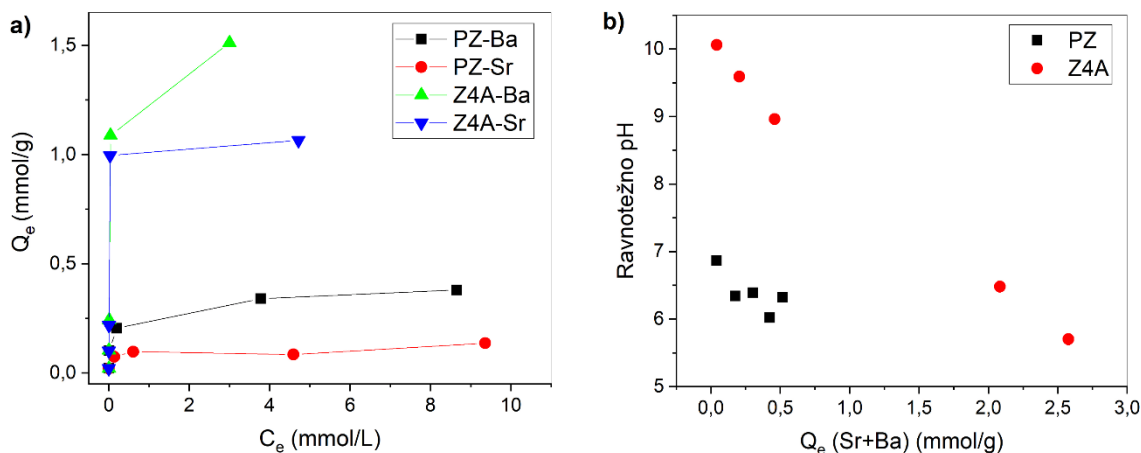 a)
PZ-Ba
PZ-Sr
Z4A-Ba
Z4A-Sr
1,5
1,0
0,5
0,0
Qe (mmol/g)
0 2 4 6 8 10
Ce (mmol/L)
b)
PZ
Z4A
10
9
8
7
6
5
Ravnotežno pH
0,0 0,5 1,0 1,5 2,0 2,5 3,0
Qe (Sr+Ba) (mmol/g)